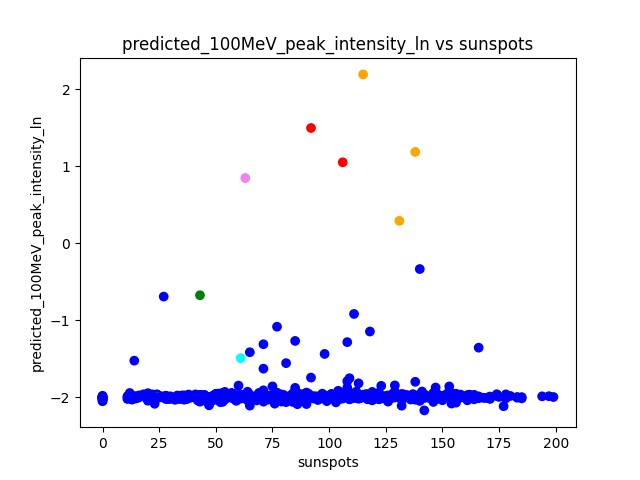 predicted_100MeV_peak_intensity_ln vs sunspots
predicted_100MeV_peak_intensity_ln
2
1
0
−1
−2
0 25 50 75 100 125 150 175 200
sunspots